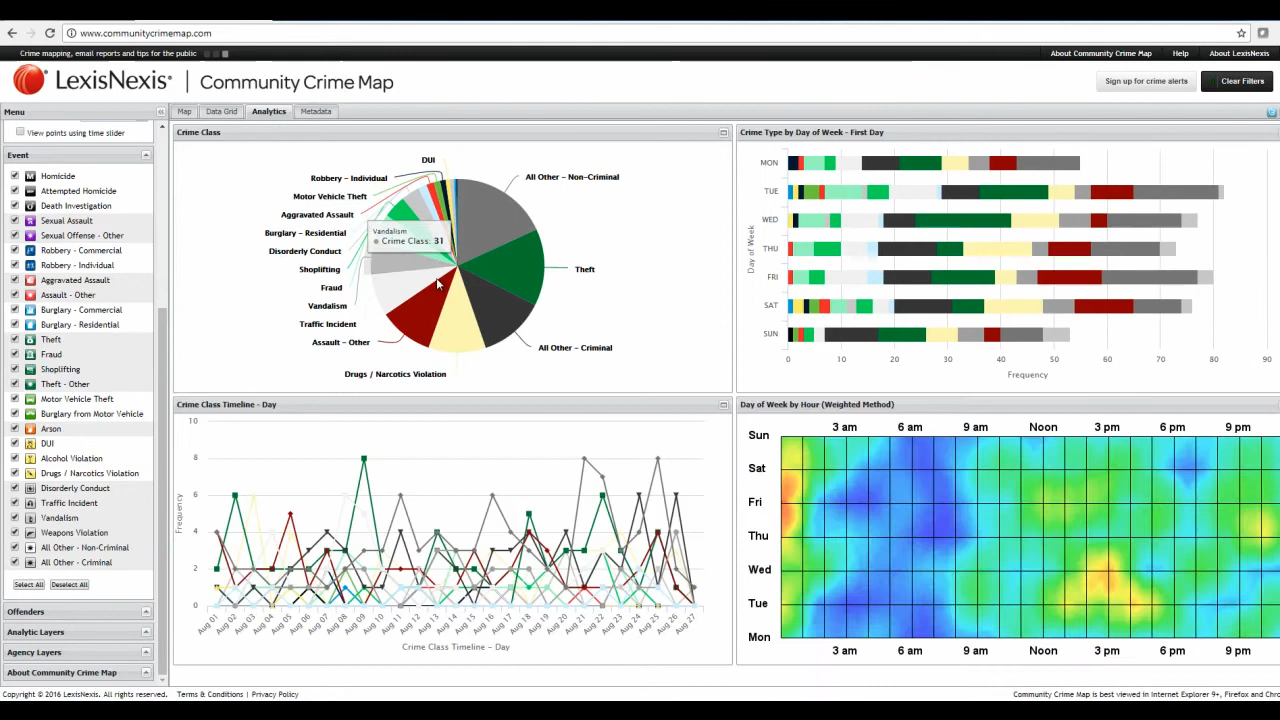 www.communitycrimemap.com
Crime mapping, email reports and tips for the public
About Community Crime Map Help About LexisNexis
LexisNexis® | Community Crime Map
Sign up for crime alerts
Clear Filters
Menu
Map
Data Grid
Analytics
Metadata
View points using time slider
Event
Homicide
Attempted Homicide
Death Investigation
Sexual Assault
Sexual Offense - Other
Robbery - Commercial
Robbery - Individual
Aggravated Assault
Assault - Other
Burglary - Commercial
Burglary - Residential
Theft
Fraud
Shoplifting
Theft - Other
Motor Vehicle Theft
Burglary from Motor Vehicle
Arson
DUI
Alcohol Violation
Drugs / Narcotics Violation
Disorderly Conduct
Traffic Incident
Vandalism
Weapons Violation
All Other - Non-Criminal
All Other - Criminal
Select All
Deselect All
Offenders
Analytic Layers
Agency Layers
About Community Crime Map
Crime Class
DUI
Robbery - Individual
Motor Vehicle Theft
Aggravated Assault
Burglary - Residential
Disorderly Conduct
Shoplifting
Fraud
Vandalism
Traffic Incident
Assault - Other
Drugs / Narcotics Violation
All Other - Non-Criminal
Theft
All Other - Criminal
Vandalism
Crime Class: 31
Crime Type by Day of Week - First Day
Day of Week
MON
TUE
WED
THU
FRI
SAT
SUN
0 10 20 30 40 50 60 70 80 90
Frequency
Crime Class Timeline - Day
Frequency
10
8
6
4
2
0
Aug 01 Aug 02 Aug 03 Aug 04 Aug 05 Aug 06 Aug 07 Aug 08 Aug 09 Aug 10 Aug 11 Aug 12 Aug 13 Aug 14 Aug 15 Aug 16 Aug 17 Aug 18 Aug 19 Aug 20 Aug 21 Aug 22 Aug 23 Aug 24 Aug 25 Aug 26 Aug 27
Crime Class Timeline - Day
Day of Week by Hour (Weighted Method)
3 am 6 am 9 am Noon 3 pm 6 pm 9 pm
Sun
Sat
Fri
Thu
Wed
Tue
Mon
3 am 6 am 9 am Noon 3 pm 6 pm 9 pm
Copyright © 2016 LexisNexis. All rights reserved. Terms & Conditions | Privacy Policy
Community Crime Map is best viewed in Internet Explorer 9+, Firefox and Chro